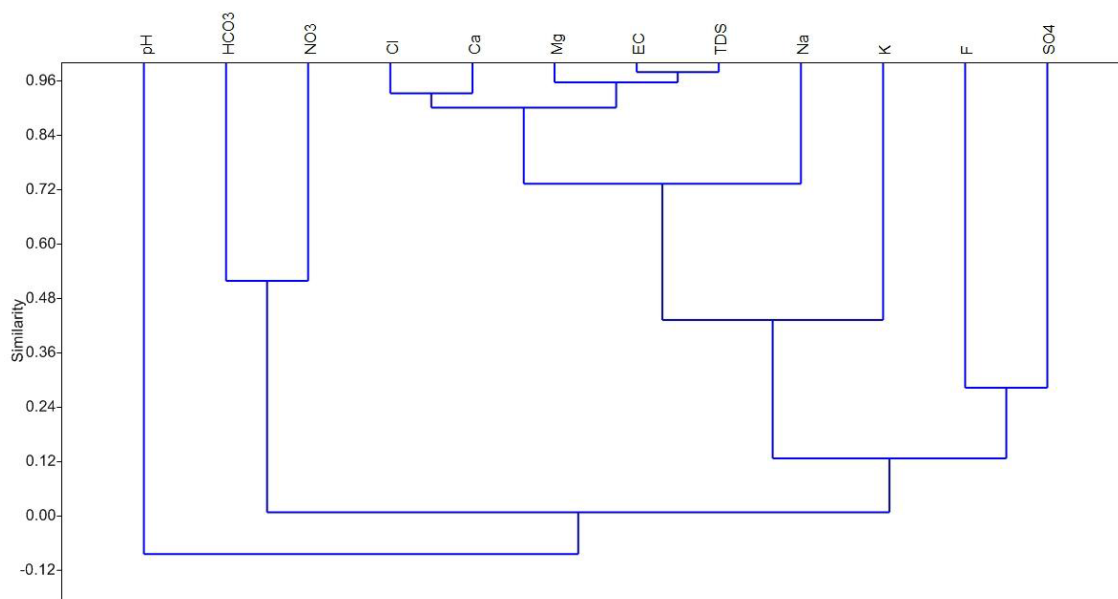 pH
HCO3
NO3
Cl
Ca
Mg
EC
TDS
Na
K
F
SO4
0.96
0.84
0.72
0.60
0.48
0.36
0.24
0.12
0.00
-0.12
Similarity